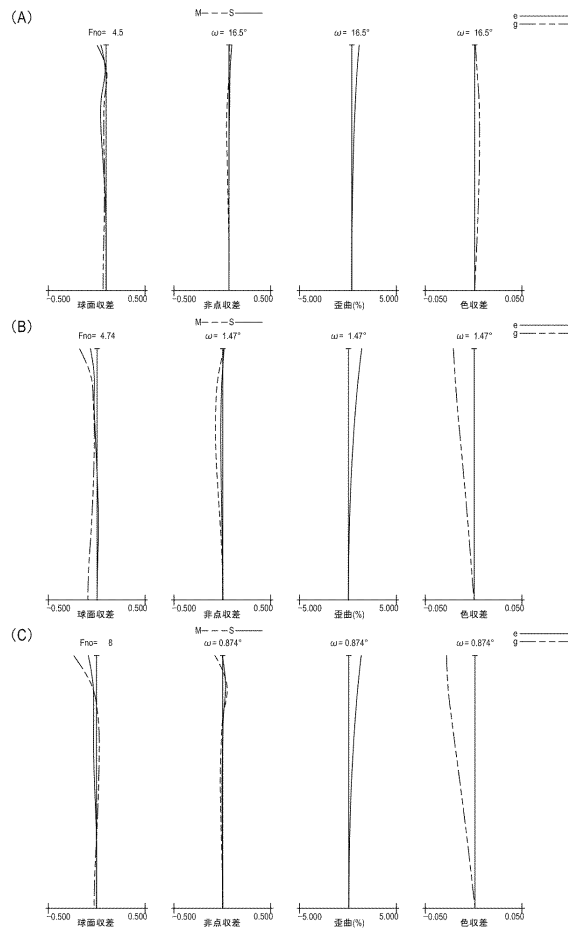 (A)
M – – – S ———
e ———
g — – —
Fno= 4.5
ω= 16.5°
ω= 16.5°
ω= 16.5°
−0.500 0.500
球面収差
−0.500 0.500
非点収差
−5.000 5.000
歪曲(%)
−0.050 0.050
色収差
(B)
M – – – S ———
e ———
g — – —
Fno= 4.74
ω= 1.47°
ω= 1.47°
ω= 1.47°
−0.500 0.500
球面収差
−0.500 0.500
非点収差
−5.000 5.000
歪曲(%)
−0.050 0.050
色収差
(C)
M – – – S ———
e ———
g — – —
Fno= 8
ω= 0.874°
ω= 0.874°
ω= 0.874°
−0.500 0.500
球面収差
−0.500 0.500
非点収差
−5.000 5.000
歪曲(%)
−0.050 0.050
色収差